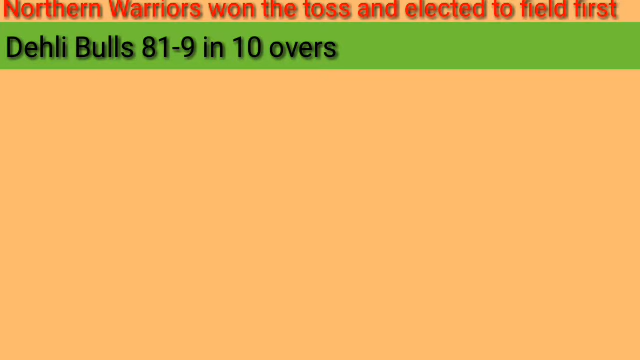 Northern Warriors won the toss and elected to field first
Dehli Bulls 81-9 in 10 overs